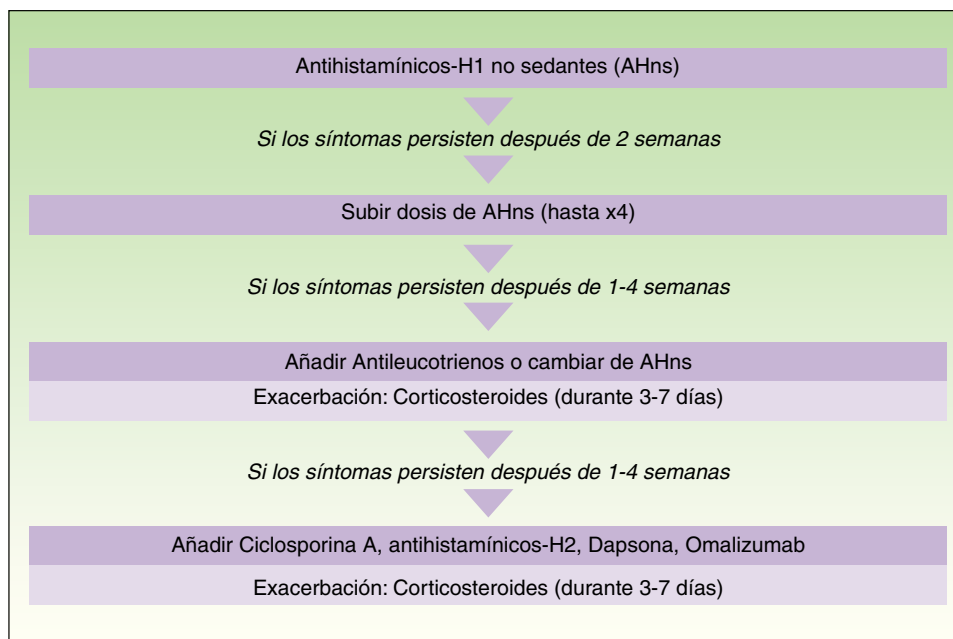 Antihistamínicos-H1 no sedantes (AHns)
Si los síntomas persisten después de 2 semanas
Subir dosis de AHns (hasta x4)
Si los síntomas persisten después de 1-4 semanas
Añadir Antileucotrienos o cambiar de AHns
Exacerbación: Corticosteroides (durante 3-7 días)
Si los síntomas persisten después de 1-4 semanas
Añadir Ciclosporina A, antihistamínicos-H2, Dapsona, Omalizumab
Exacerbación: Corticosteroides (durante 3-7 días)